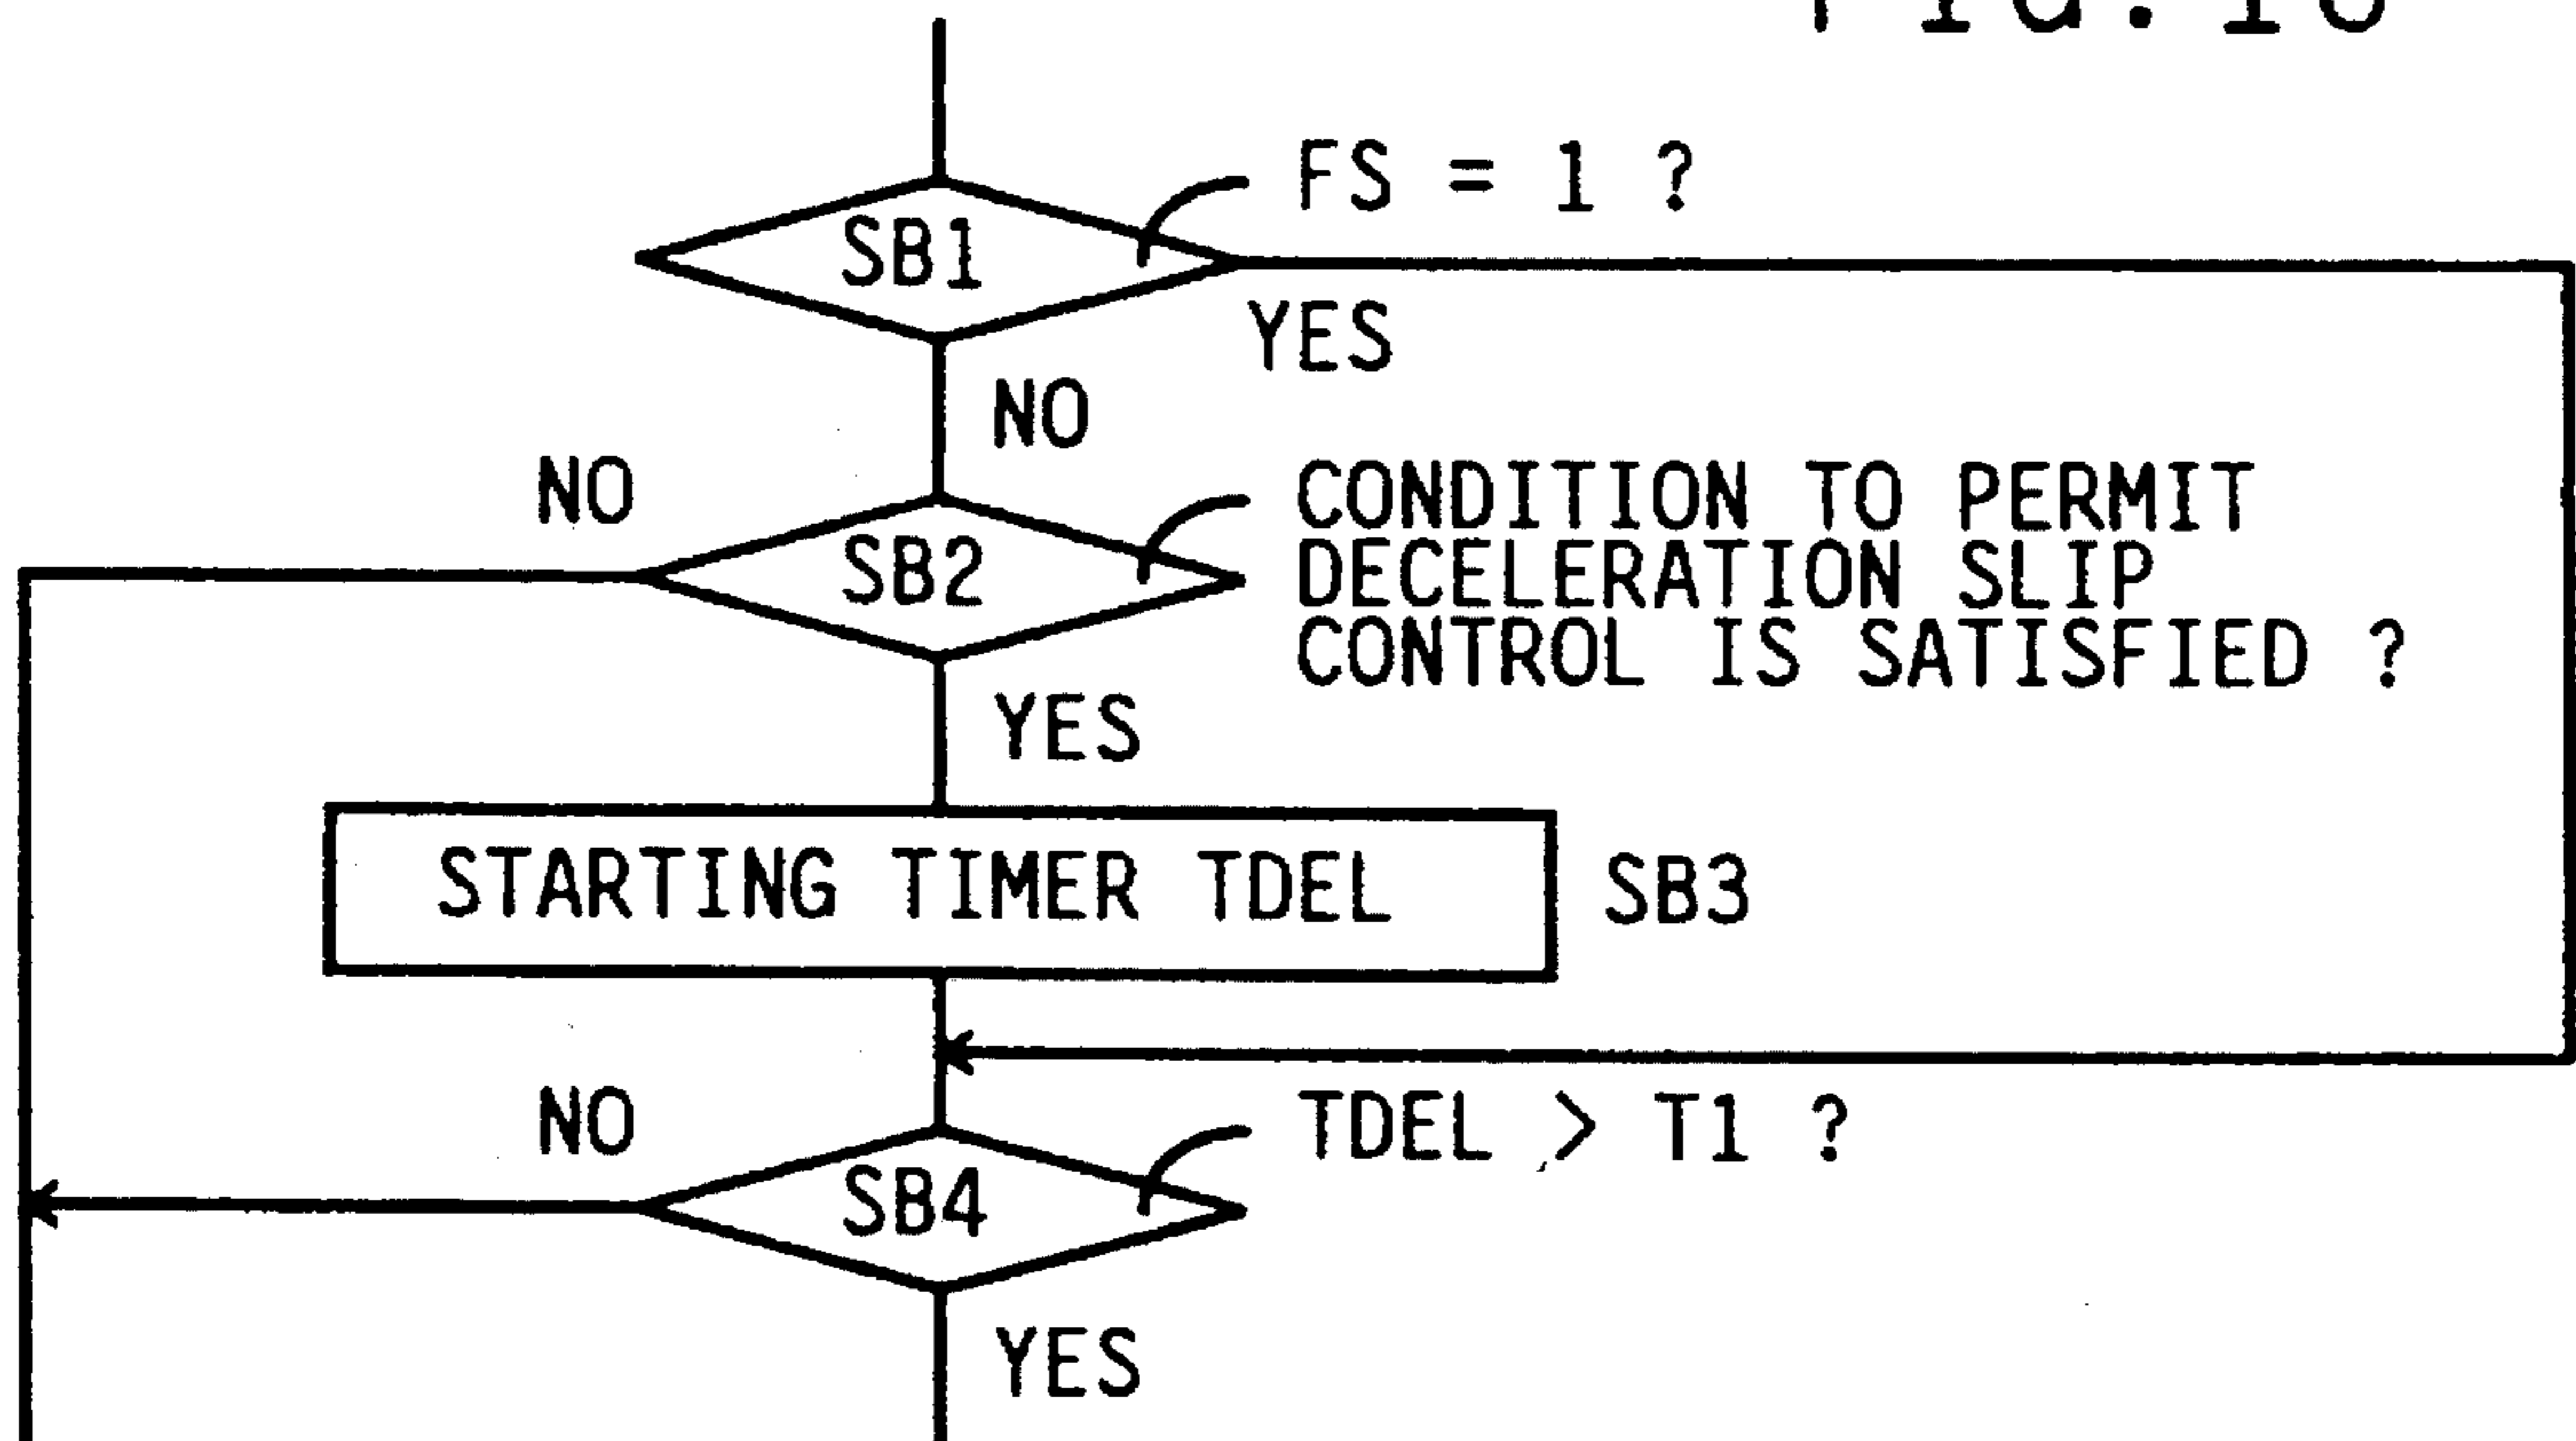 FS = 1 ?
SB1
YES
NO
NO
CONDITION TO PERMIT
DECELERATION SLIP
CONTROL IS SATISFIED ?
SB2
YES
STARTING TIMER TDEL
SB3
NO
TDEL > T1 ?
SB4
YES